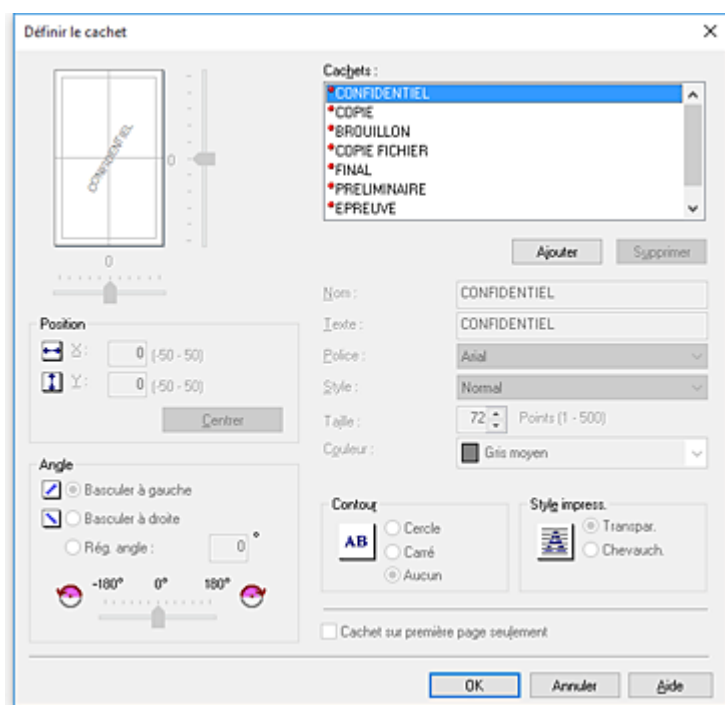 Définir le cachet
CONFIDENTIEL
0
0
Cachets :
CONFIDENTIEL
COPIE
BROUILLON
COPIE FICHIER
FINAL
PRELIMINAIRE
EPREUVE
Ajouter Supprimer
Nom : CONFIDENTIEL
Texte : CONFIDENTIEL
Police : Arial
Style : Normal
Taille : 72 Points (1 - 500)
Couleur : Gris moyen
Position
X: 0 (-50 - 50)
Y: 0 (-50 - 50)
Centrer
Angle
Basculer à gauche
Basculer à droite
Rég. angle : 0 °
-180° 0° 180°
Contour
AB
Cercle
Carré
Aucun
Style impress.
A
Transpar.
Chevauch.
Cachet sur première page seulement
OK Annuler Aide